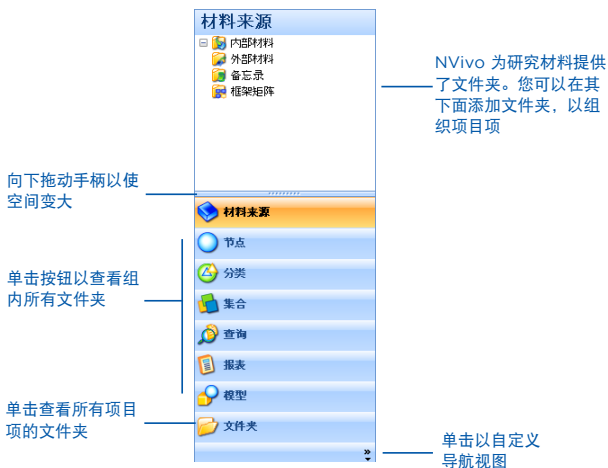 材料来源
内部材料
外部材料
备忘录
框架矩阵
NVivo 为研究材料提供
了文件夹。您可以在其
下面添加文件夹，以组
织项目项
向下拖动手柄以使
空间变大
材料来源
节点
单击按钮以查看组
内所有文件夹
分类
集合
查询
报表
模型
单击查看所有项目
项的文件夹
文件夹
单击以自定义
导航视图